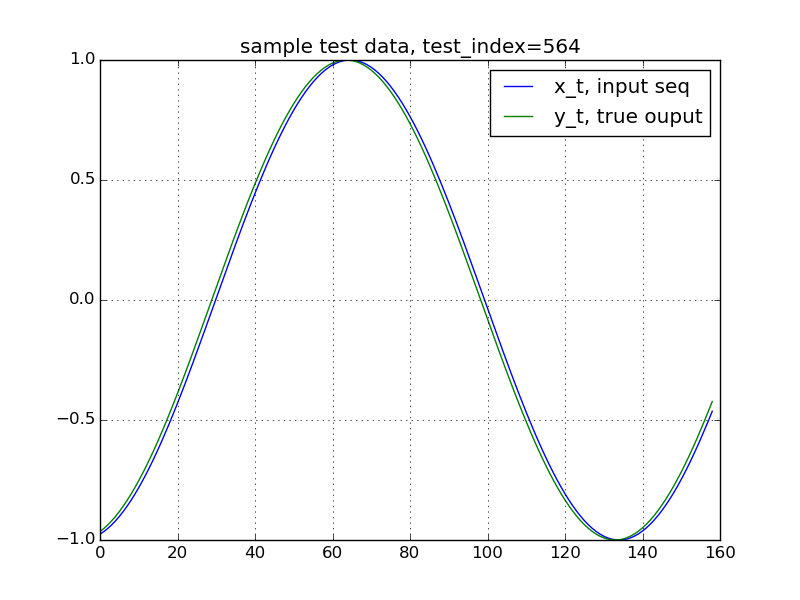 sample test data, test_index=564
x_t, input seq
y_t, true ouput
1.0
0.5
0.0
−0.5
−1.0
0 20 40 60 80 100 120 140 160